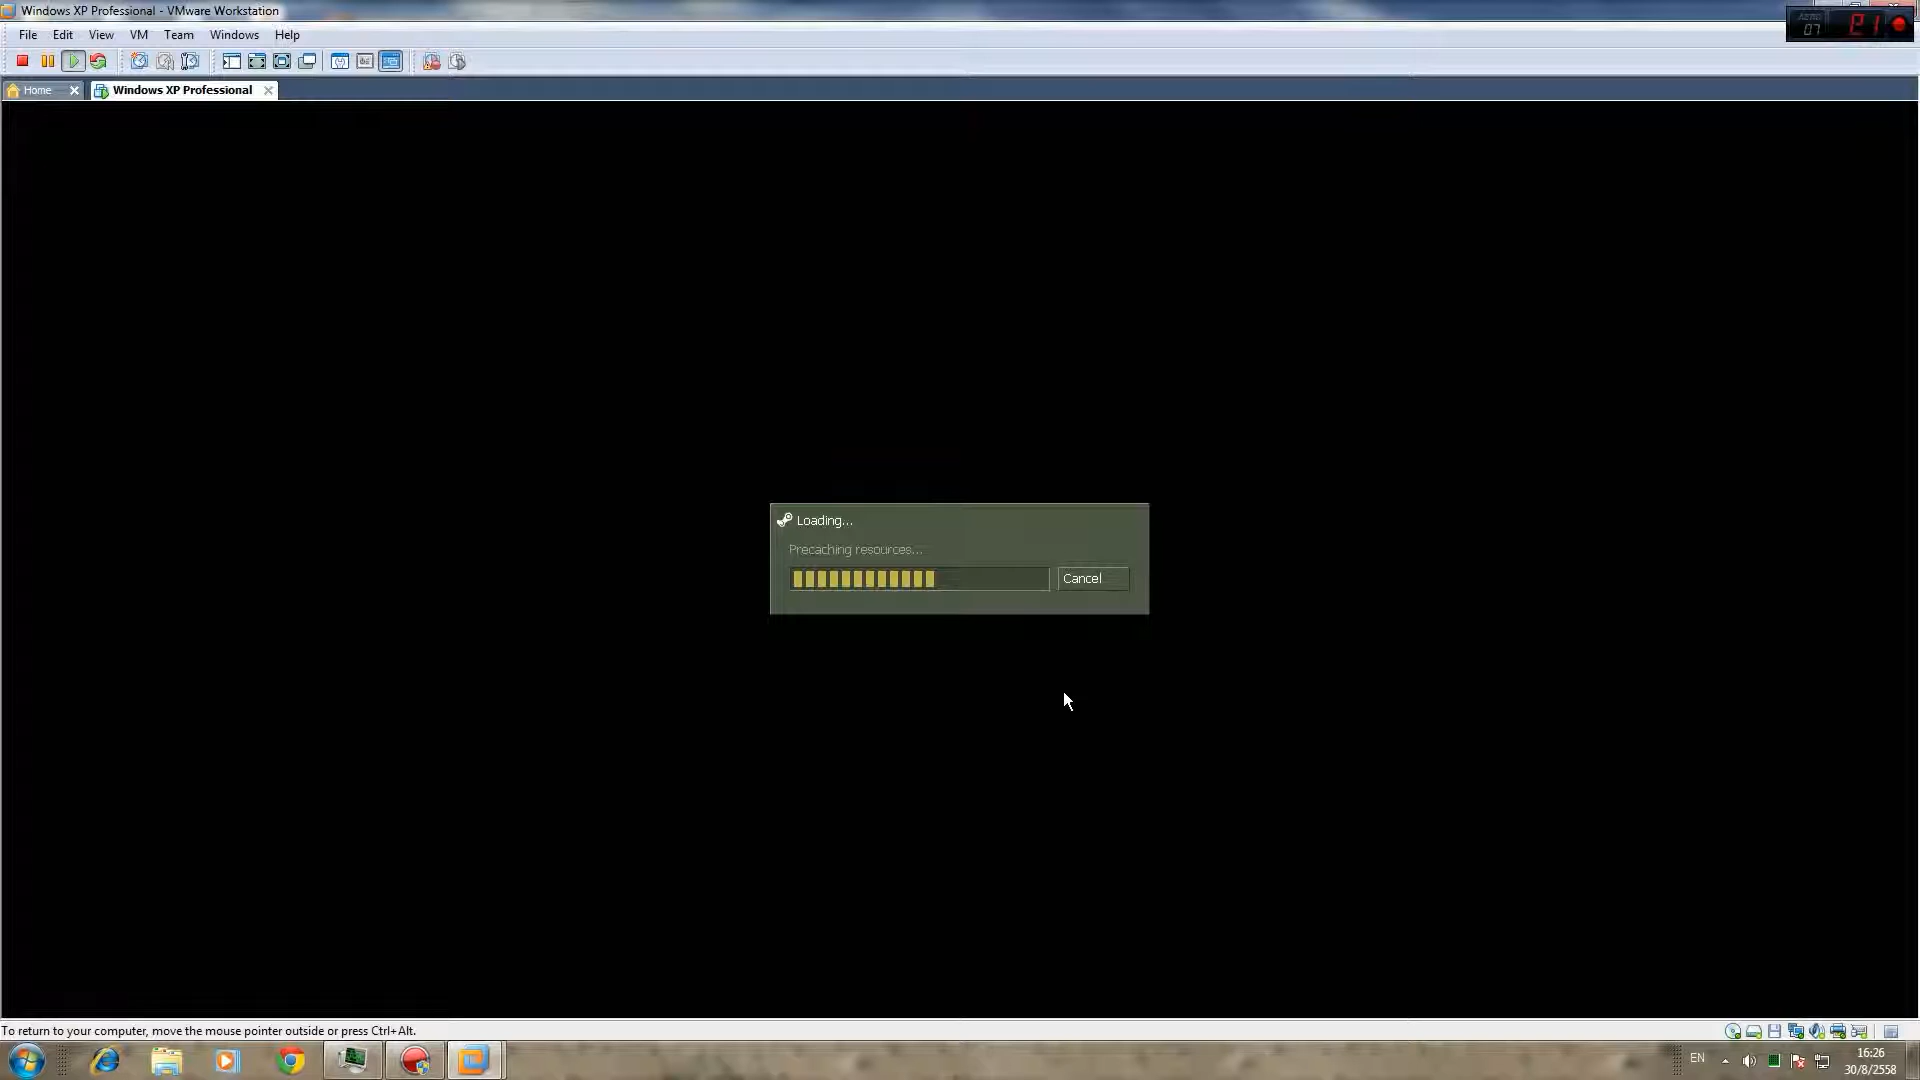 Windows XP Professional - VMware Workstation
File Edit View VM Team Windows Help
Home
Windows XP Professional
Loading...
Precaching resources...
Cancel
To return to your computer, move the mouse pointer outside or press Ctrl+Alt.
EN
16:26
30/8/2558